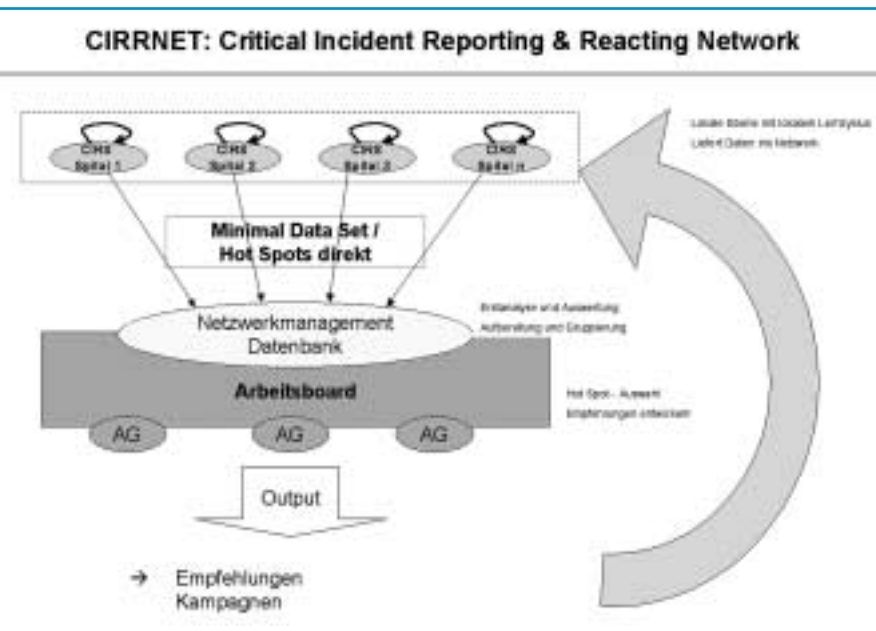 CIRRNET: Critical Incident Reporting & Reacting Network
CIRS
Spital 1
CIRS
Spital 2
CIRS
Spital 3
CIRS
Spital n
Lokale Ebene mit lokalem Lernzyklus
Liefert Daten ins Netzwerk
Minimal Data Set /
Hot Spots direkt
Netzwerkmanagement
Datenbank
Erstanalyse und Auswertung
Aufbereitung und Gruppierung
Arbeitsboard
Hot Spot - Auswahl
Empfehlungen entwickeln
AG
AG
AG
Output
→ Empfehlungen
Kampagnen